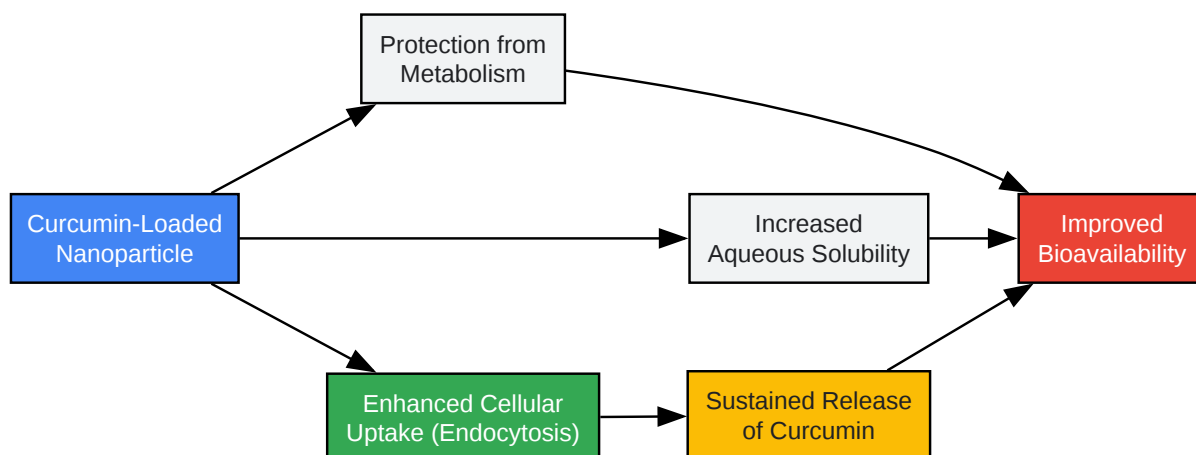 Protection from
Metabolism
Curcumin-Loaded
Nanoparticle
Increased
Aqueous Solubility
Improved
Bioavailability
Enhanced Cellular
Uptake (Endocytosis)
Sustained Release
of Curcumin